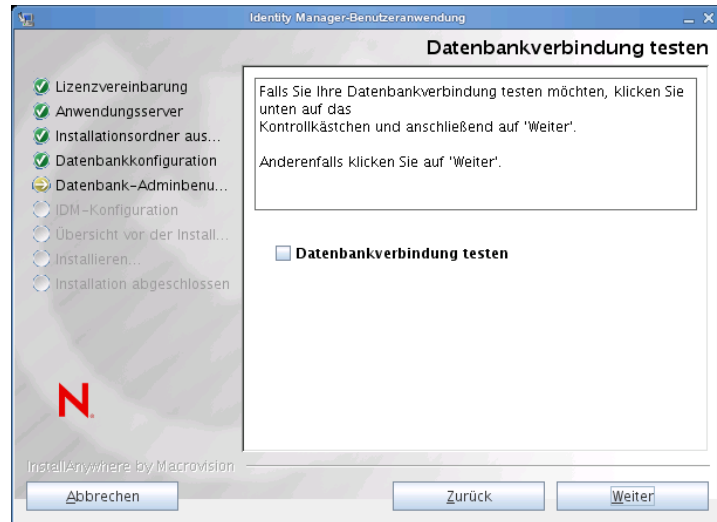 Identity Manager-Benutzeranwendung
Datenbankverbindung testen
Lizenzvereinbarung
Anwendungsserver
Installationsordner aus...
Datenbankkonfiguration
Datenbank-Adminbenu...
IDM-Konfiguration
Übersicht vor der Install...
Installieren...
Installation abgeschlossen
Falls Sie Ihre Datenbankverbindung testen möchten, klicken Sie
unten auf das
Kontrollkästchen und anschließend auf 'Weiter'.
Anderenfalls klicken Sie auf 'Weiter'.
Datenbankverbindung testen
N.
InstallAnywhere by Macrovision
Abbrechen
Zurück
Weiter